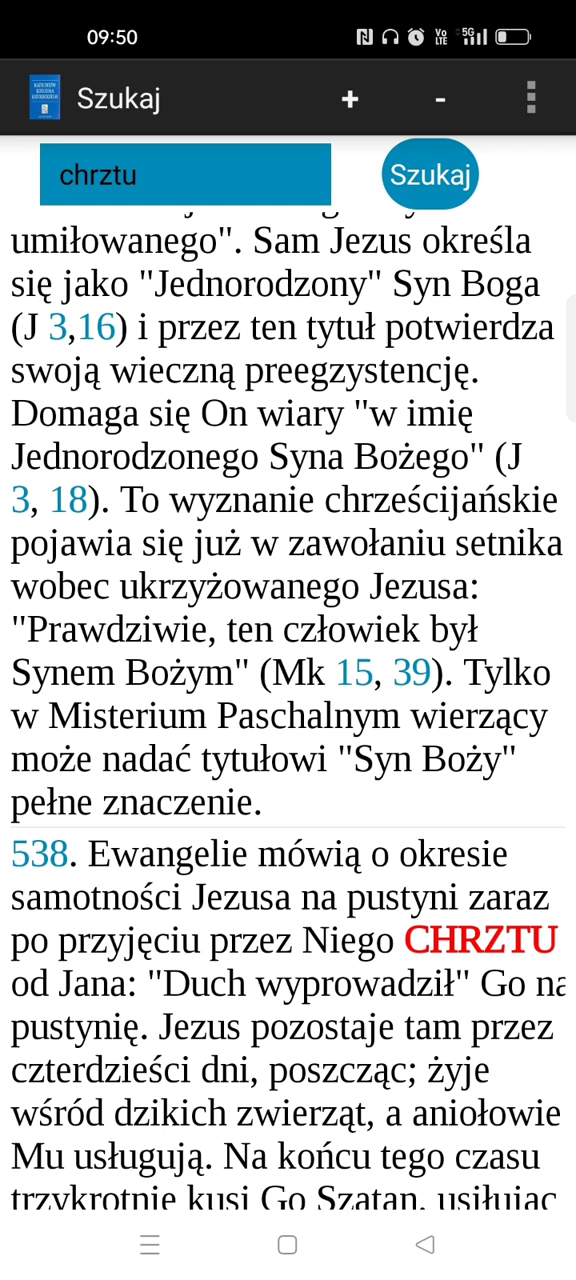 09:50
Vo LTE 5G
Szukaj + -
chrztu Szukaj
umiłowanego". Sam Jezus określa
się jako "Jednorodzony" Syn Boga
(J 3,16) i przez ten tytuł potwierdza
swoją wieczną preegzystencję.
Domaga się On wiary "w imię
Jednorodzonego Syna Bożego" (J
3, 18). To wyznanie chrześcijańskie
pojawia się już w zawołaniu setnika
wobec ukrzyżowanego Jezusa:
"Prawdziwie, ten człowiek był
Synem Bożym" (Mk 15, 39). Tylko
w Misterium Paschalnym wierzący
może nadać tytułowi "Syn Boży"
pełne znaczenie.
538. Ewangelie mówią o okresie
samotności Jezusa na pustyni zaraz
po przyjęciu przez Niego CHRZTU
od Jana: "Duch wyprowadził" Go na
pustynię. Jezus pozostaje tam przez
czterdzieści dni, poszcząc; żyje
wśród dzikich zwierząt, a aniołowie
Mu usługują. Na końcu tego czasu
trzykrotnie kusi Go Szatan, usiłując